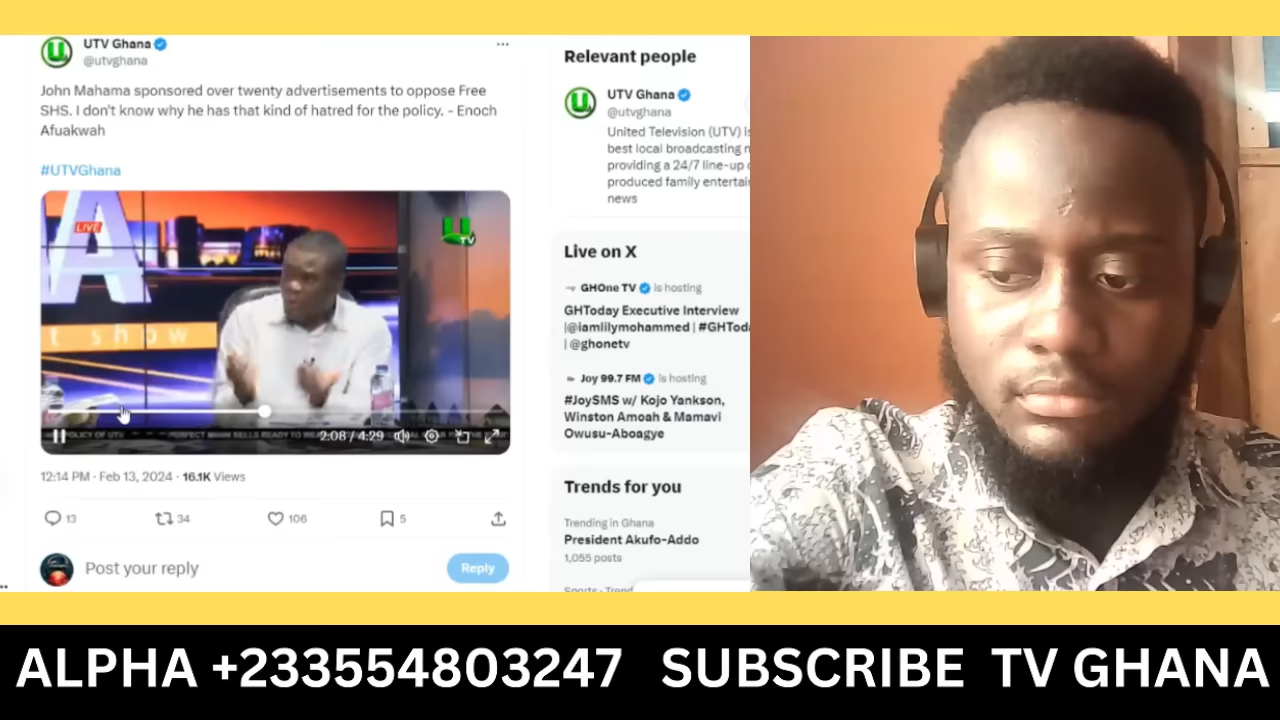 UTV Ghana
@utvghana
John Mahama sponsored over twenty advertisements to oppose Free
SHS. I don't know why he has that kind of hatred for the policy. - Enoch
Afuakwah
#UTVGhana
A
LIVE
U
TV
t show
2:08 / 4:29
12:14 PM · Feb 13, 2024 · 16.1K Views
13
34
106
5
Post your reply
Reply
Relevant people
UTV Ghana
@utvghana
United Television (UTV) is
best local broadcasting n
providing a 24/7 line-up
produced family entertai
news
Live on X
GHOne TV is hosting
GHToday Executive Interview
|@iamlilymohammed | #GHToda
| @ghonetv
Joy 99.7 FM is hosting
#JoySMS w/ Kojo Yankson,
Winston Amoah & Mamavi
Owusu-Aboagye
Trends for you
Trending in Ghana
President Akufo-Addo
1,055 posts
ALPHA +233554803247 SUBSCRIBE TV GHANA